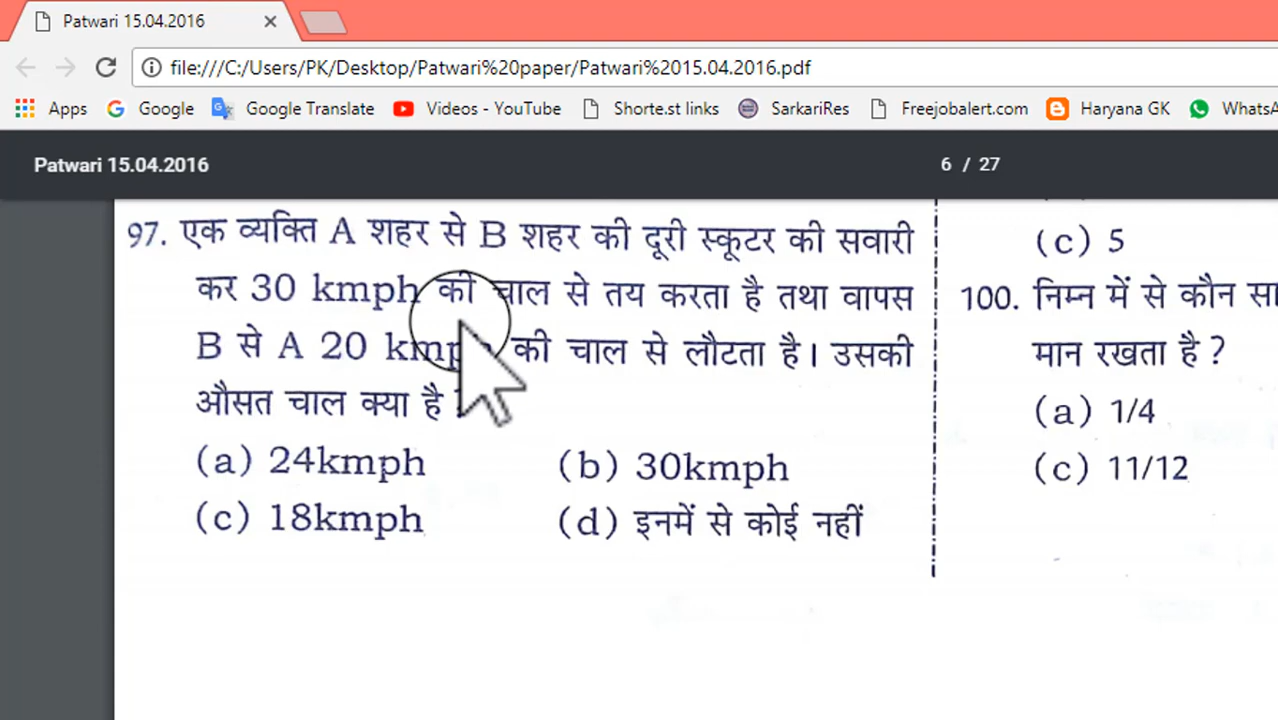 Patwari 15.04.2016
file:///C:/Users/PK/Desktop/Patwari%20paper/Patwari%2015.04.2016.pdf
Apps Google Google Translate Videos - YouTube Shorte.st links SarkariRes Freejobalert.com Haryana GK WhatsA
Patwari 15.04.2016 6 / 27
97. एक व्यक्ति A शहर से B शहर की दूरी स्कूटर की सवारी
कर 30 kmph की चाल से तय करता है तथा वापस
B से A 20 kmph की चाल से लौटता है। उसकी
औसत चाल क्या है
(a) 24kmph (b) 30kmph
(c) 18kmph (d) इनमें से कोई नहीं
(c) 5
100. निम्न में से कौन सा
मान रखता है ?
(a) 1/4
(c) 11/12